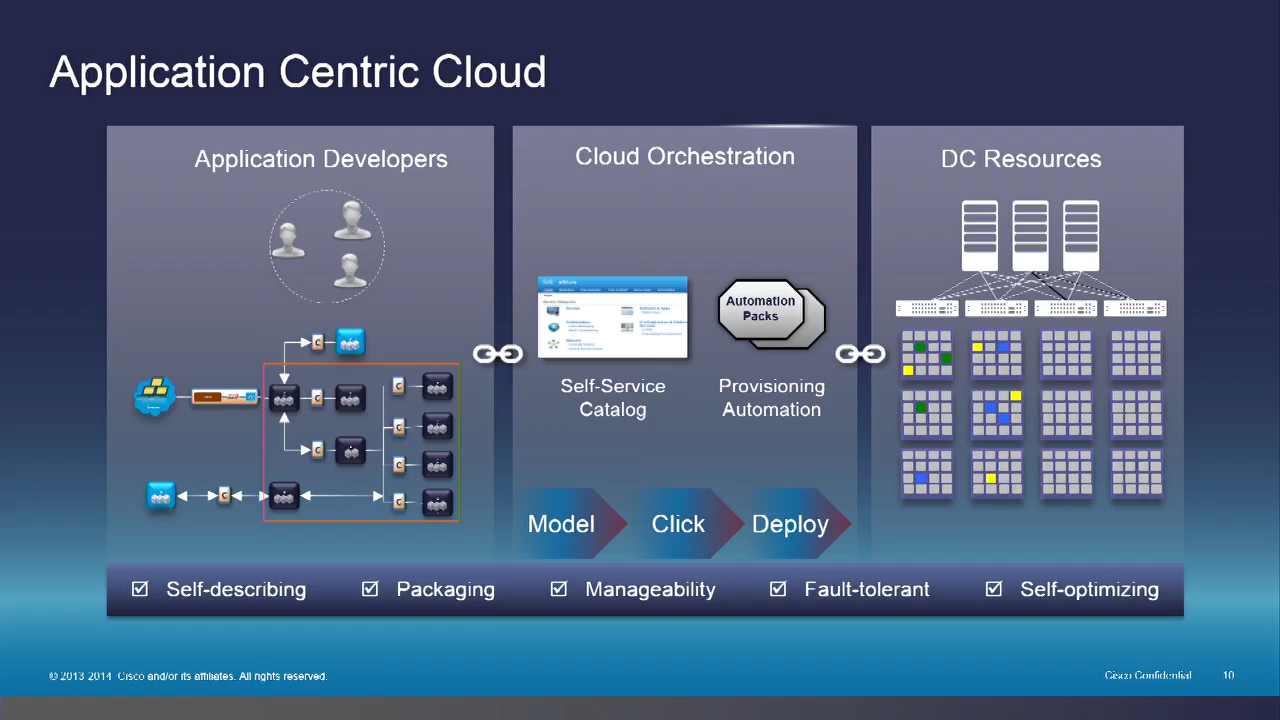 Application Centric Cloud
Application Developers
Cloud Orchestration
DC Resources
C
C
C
C
C
C
C
C
Automation
Packs
Self-Service
Catalog
Provisioning
Automation
Model
Click
Deploy
Self-describing
Packaging
Manageability
Fault-tolerant
Self-optimizing
© 2013-2014 Cisco and/or its affiliates. All rights reserved.
Cisco Confidential
10